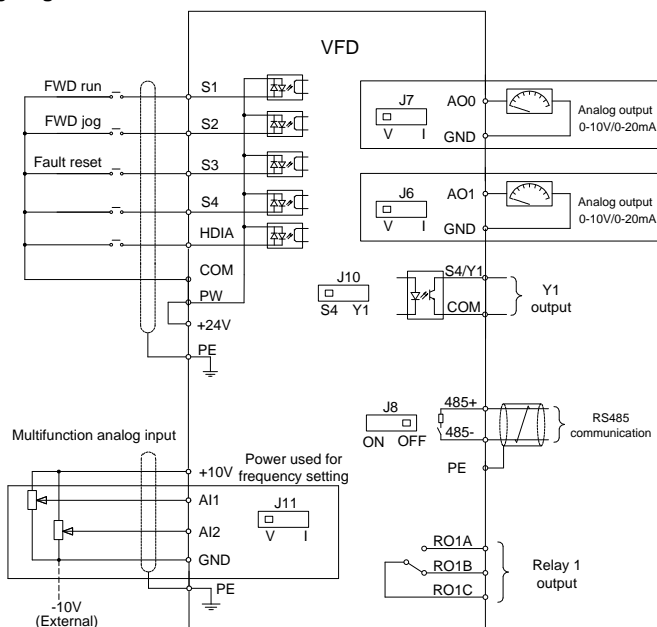 VFD
FWD run
S1
FWD jog
S2
Fault reset
S3
S4
HDIA
COM
PW
+24V
PE
J7
V I
AO0
GND
Analog output
0-10V/0-20mA
J6
V I
AO1
GND
Analog output
0-10V/0-20mA
J10
S4 Y1
S4/Y1
COM
Y1
output
J8
ON OFF
485+
485-
PE
RS485
communication
Multifunction analog input
+10V
Power used for
frequency setting
AI1
J11
V I
AI2
GND
PE
-10V
(External)
RO1A
RO1B
RO1C
Relay 1
output